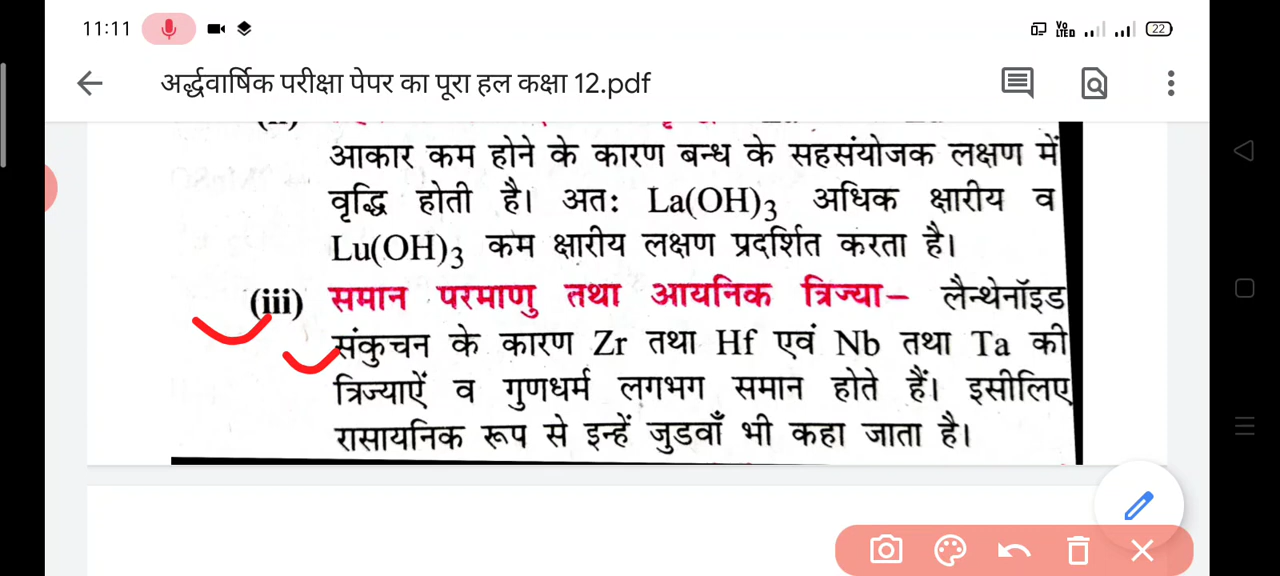 11:11
22
अर्द्धवार्षिक परीक्षा पेपर का पूरा हल कक्षा 12.pdf
आकार कम होने के कारण बन्ध के सहसंयोजक लक्षण में
वृद्धि होती है। अतः La(OH)3 अधिक क्षारीय व
Lu(OH)3 कम क्षारीय लक्षण प्रदर्शित करता है।
(iii) समान परमाणु तथा आयनिक त्रिज्या– लैन्थेनॉइड
संकुचन के कारण Zr तथा Hf एवं Nb तथा Ta की
त्रिज्याऐं व गुणधर्म लगभग समान होते हैं। इसीलिए
रासायनिक रूप से इन्हें जुडवाँ भी कहा जाता है।